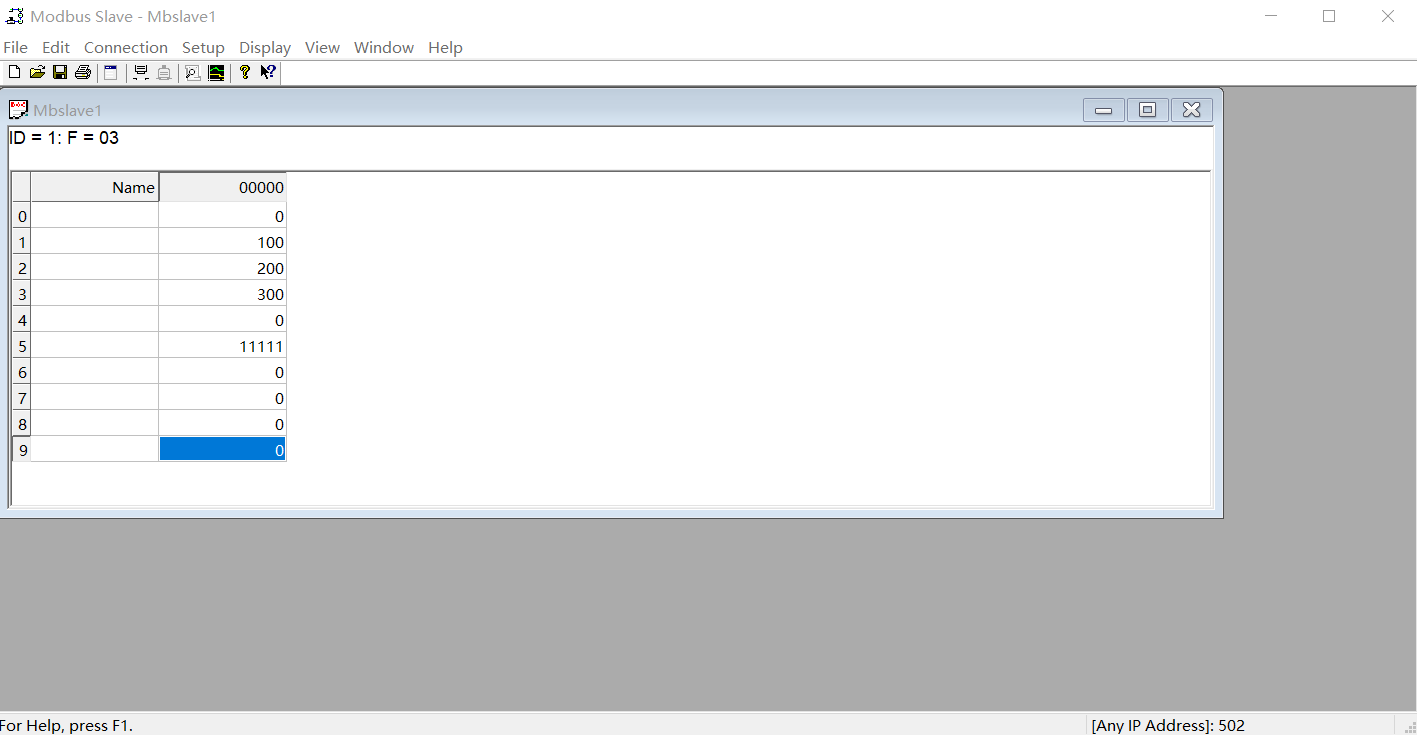 Modbus Slave - Mbslave1
File Edit Connection Setup Display View Window Help
Mbslave1
ID = 1: F = 03
Name 00000
0 0
1 100
2 200
3 300
4 0
5 11111
6 0
7 0
8 0
9 0
For Help, press F1. [Any IP Address]: 502